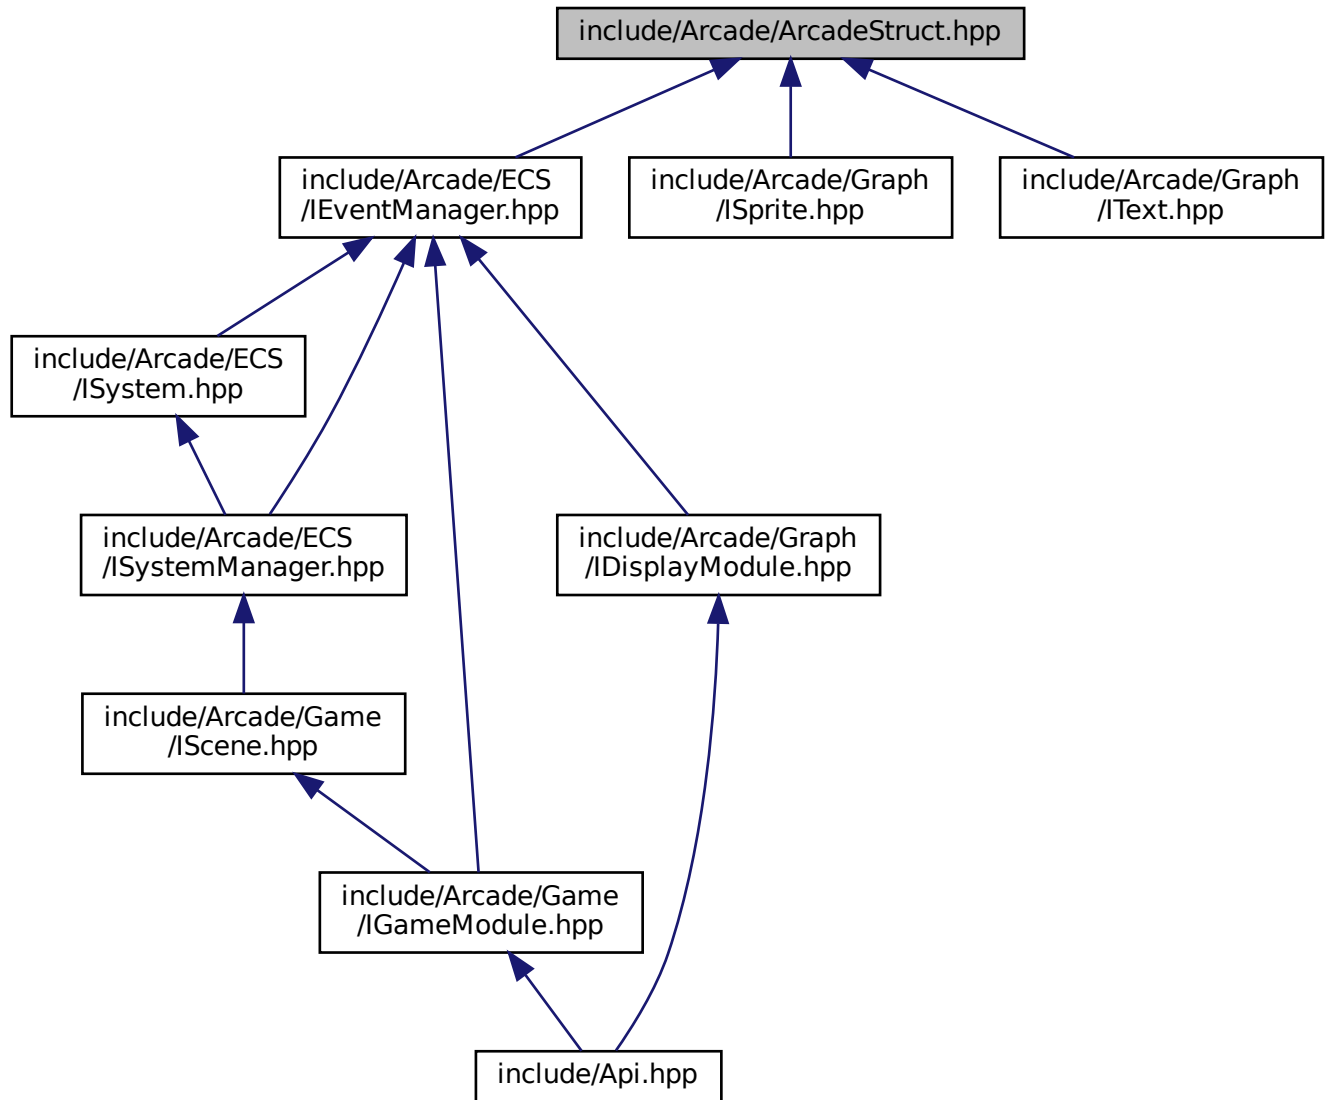 include/Arcade/ArcadeStruct.hpp
include/Arcade/ECS
/IEventManager.hpp
include/Arcade/Graph
/ISprite.hpp
include/Arcade/Graph
/IText.hpp
include/Arcade/ECS
/ISystem.hpp
include/Arcade/ECS
/ISystemManager.hpp
include/Arcade/Graph
/IDisplayModule.hpp
include/Arcade/Game
/IScene.hpp
include/Arcade/Game
/IGameModule.hpp
include/Api.hpp